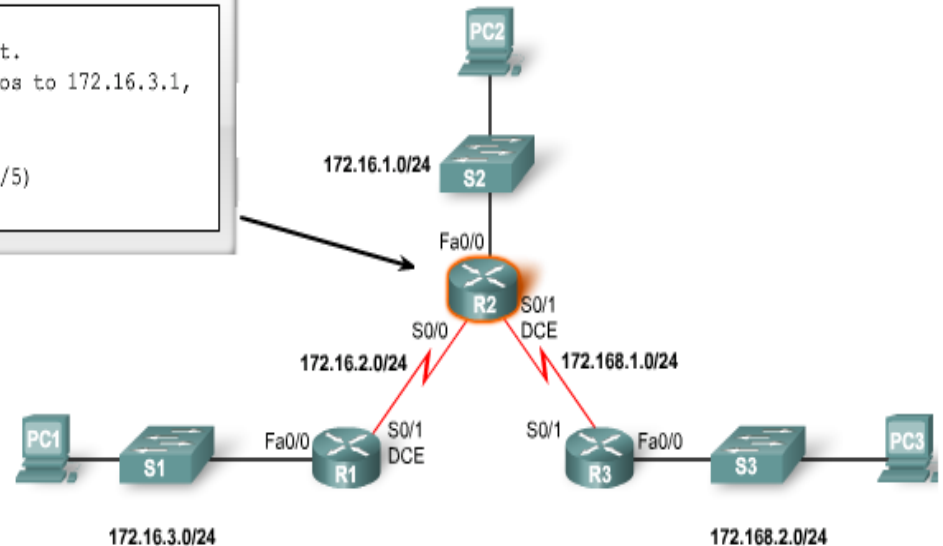 t.
os to 172.16.3.1,
/5)
PC2
172.16.1.0/24
S2
Fa0/0
R2
S0/1
DCE
S0/0
172.16.2.0/24
172.168.1.0/24
PC1
S1
Fa0/0
R1
S0/1
DCE
S0/1
R3
Fa0/0
S3
PC3
172.16.3.0/24
172.168.2.0/24